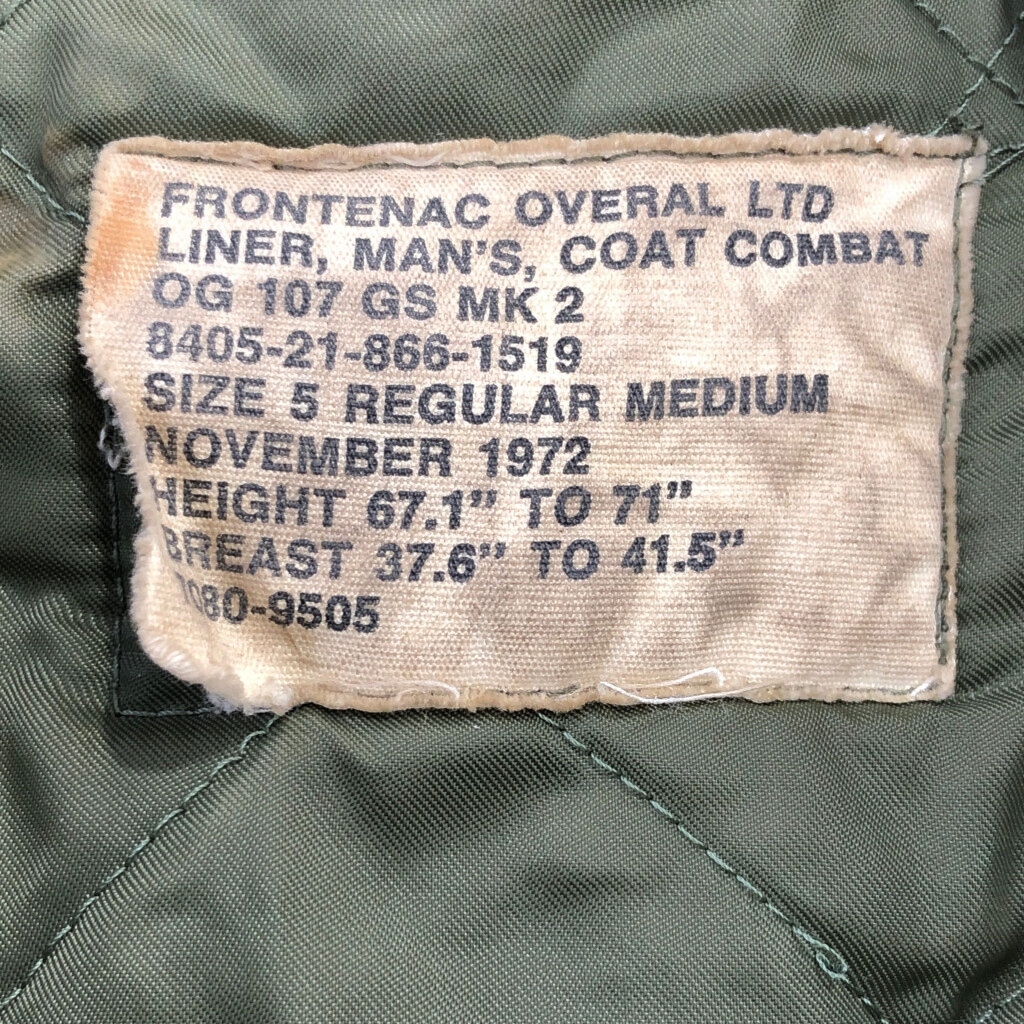 FRONTENAC OVERAL LTD
LINER, MAN'S, COAT COMBAT
OG 107 GS MK 2
8405-21-866-1519
SIZE 5 REGULAR MEDIUM
NOVEMBER 1972
HEIGHT 67.1" TO 71"
BREAST 37.6" TO 41.5"
7080-9505